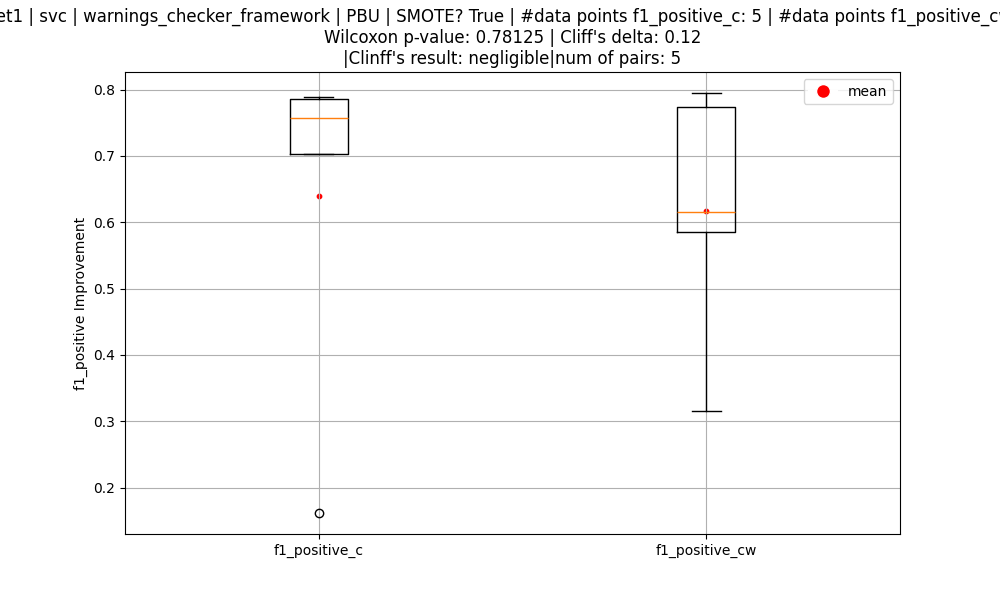 | svc | warnings_checker_framework | PBU | SMOTE? True | #data points f1_positive_c: 5 | #data points
Wilcoxon p-value: 0.78125 | Cliff's delta: 0.12
|Clinff's result: negligible|num of pairs: 5
mean
f1_positive Improvement
0.8
0.7
0.6
0.5
0.4
0.3
0.2
f1_positive_c
f1_positive_cw